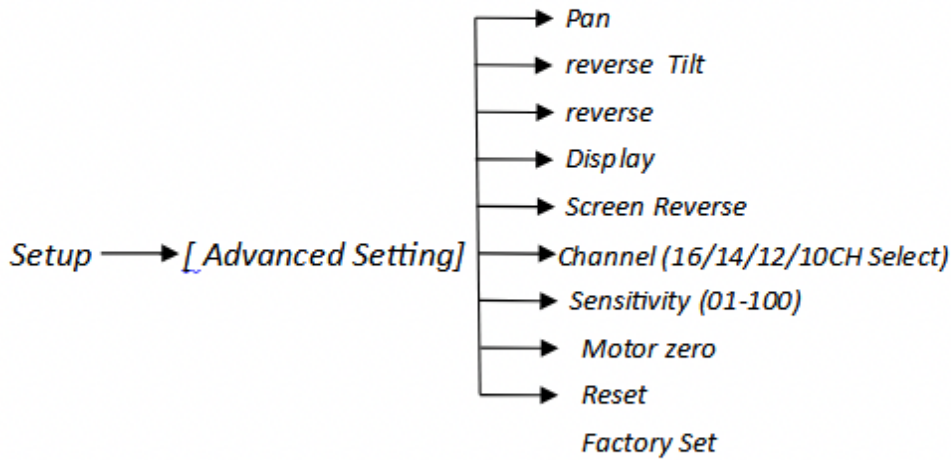 Pan
reverse Tilt
reverse
Display
Screen Reverse
Setup [ Advanced Setting]
Channel (16/14/12/10CH Select)
Sensitivity (01-100)
Motor zero
Reset
Factory Set